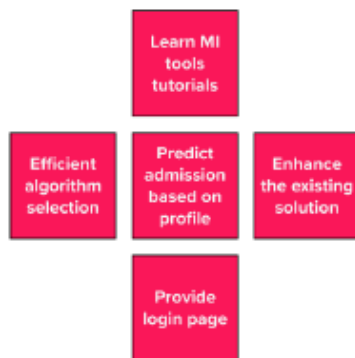 Learn Ml
tools
tutorials
Efficient
algorithm
selection
Predict
admission
based on
profile
Enhance
the existing
solution
Provide
login page